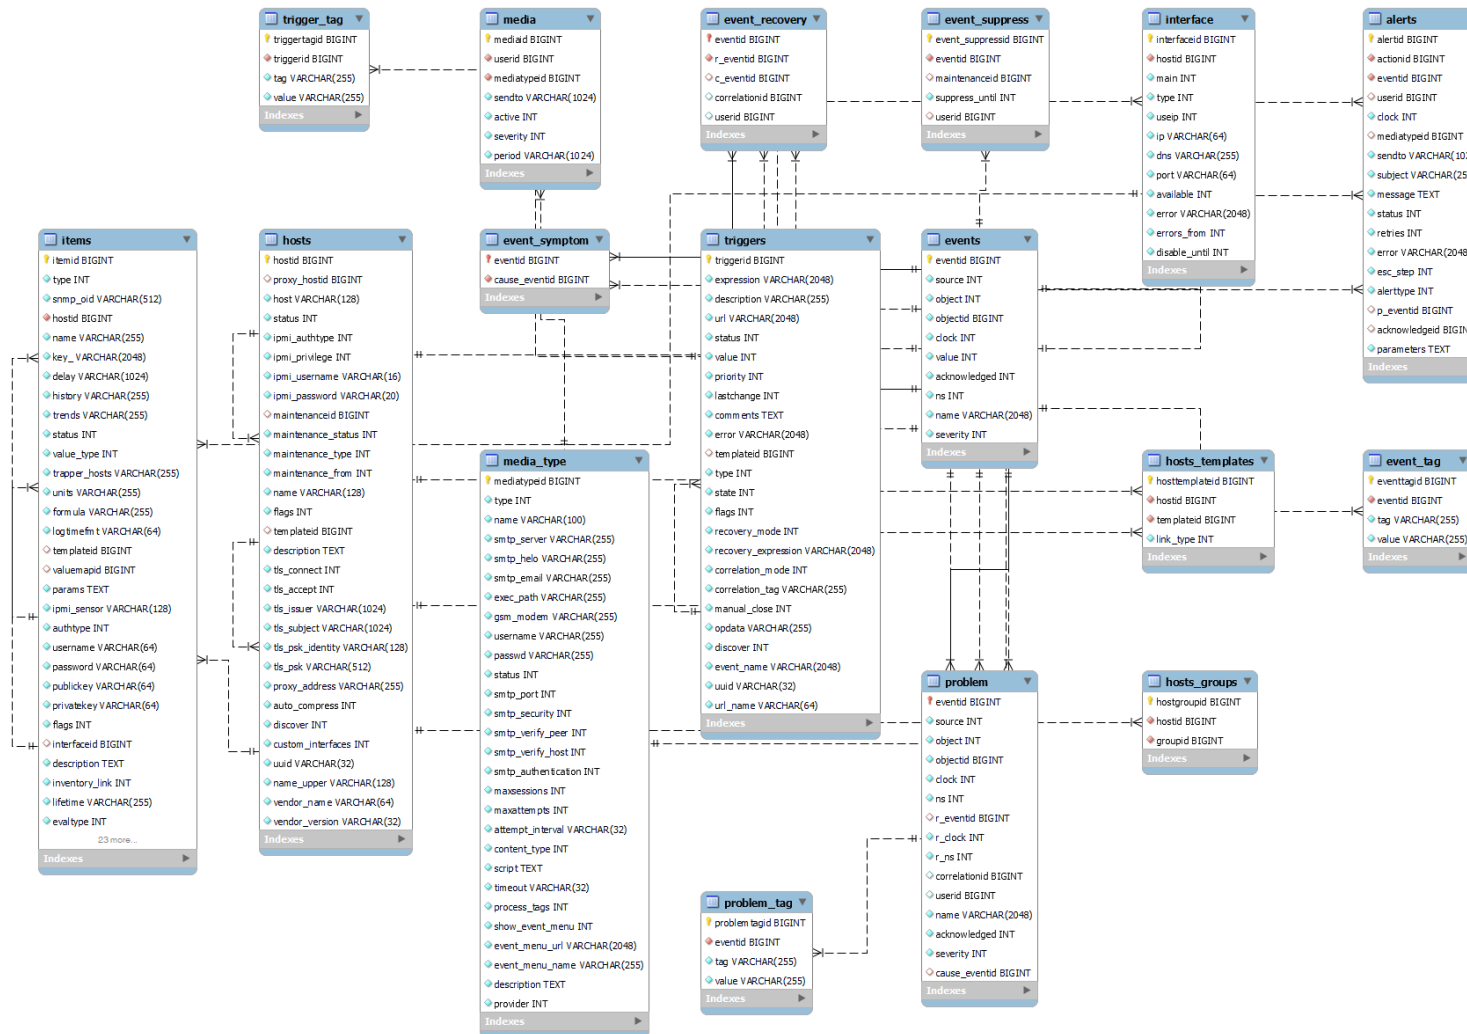 trigger_tag
triggertagid BIGINT
triggerid BIGINT
tag VARCHAR(255)
value VARCHAR(255)
Indexes
media
mediaid BIGINT
userid BIGINT
mediatypeid BIGINT
sendto VARCHAR(1024)
active INT
severity INT
period VARCHAR(1024)
Indexes
event_recovery
eventid BIGINT
r_eventid BIGINT
c_eventid BIGINT
correlationid BIGINT
userid BIGINT
Indexes
event_suppress
event_suppressid BIGINT
eventid BIGINT
maintenanceid BIGINT
suppress_until INT
userid BIGINT
Indexes
interface
interfaceid BIGINT
hostid BIGINT
main INT
type INT
useip INT
ip VARCHAR(64)
dns VARCHAR(255)
port VARCHAR(64)
available INT
error VARCHAR(2048)
errors_from INT
disable_until INT
Indexes
alerts
alertid BIGINT
actionid BIGINT
eventid BIGINT
userid BIGINT
clock INT
mediatypeid BIGINT
sendto VARCHAR(102
subject VARCHAR(25
message TEXT
status INT
retries INT
error VARCHAR(2048
esc_step INT
alerttype INT
p_eventid BIGINT
acknowledgeid BIGINT
parameters TEXT
Indexes
items
itemid BIGINT
type INT
snmp_oid VARCHAR(512)
hostid BIGINT
name VARCHAR(255)
key_ VARCHAR(2048)
delay VARCHAR(1024)
history VARCHAR(255)
trends VARCHAR(255)
status INT
value_type INT
trapper_hosts VARCHAR(255)
units VARCHAR(255)
formula VARCHAR(255)
logtimefmt VARCHAR(64)
templateid BIGINT
valuemapid BIGINT
params TEXT
ipmi_sensor VARCHAR(128)
authtype INT
username VARCHAR(64)
password VARCHAR(64)
publickey VARCHAR(64)
privatekey VARCHAR(64)
flags INT
interfaceid BIGINT
description TEXT
inventory_link INT
lifetime VARCHAR(255)
evaltype INT
23 more...
Indexes
hosts
hostid BIGINT
proxy_hostid BIGINT
host VARCHAR(128)
status INT
ipmi_authtype INT
ipmi_privilege INT
ipmi_username VARCHAR(16)
ipmi_password VARCHAR(20)
maintenanceid BIGINT
maintenance_status INT
maintenance_type INT
maintenance_from INT
name VARCHAR(128)
flags INT
templateid BIGINT
description TEXT
tls_connect INT
tls_accept INT
tls_issuer VARCHAR(1024)
tls_subject VARCHAR(1024)
tls_psk_identity VARCHAR(128)
tls_psk VARCHAR(512)
proxy_address VARCHAR(255)
auto_compress INT
discover INT
custom_interfaces INT
uuid VARCHAR(32)
name_upper VARCHAR(128)
vendor_name VARCHAR(64)
vendor_version VARCHAR(32)
Indexes
event_symptom
eventid BIGINT
cause_eventid BIGINT
Indexes
triggers
triggerid BIGINT
expression VARCHAR(2048)
description VARCHAR(255)
url VARCHAR(2048)
status INT
value INT
priority INT
lastchange INT
comments TEXT
error VARCHAR(2048)
templateid BIGINT
type INT
state INT
flags INT
recovery_mode INT
recovery_expression VARCHAR(2048)
correlation_mode INT
correlation_tag VARCHAR(255)
manual_close INT
opdata VARCHAR(255)
discover INT
event_name VARCHAR(2048)
uuid VARCHAR(32)
url_name VARCHAR(64)
Indexes
events
eventid BIGINT
source INT
object INT
objectid BIGINT
clock INT
value INT
acknowledged INT
ns INT
name VARCHAR(2048)
severity INT
Indexes
media_type
mediatypeid BIGINT
type INT
name VARCHAR(100)
smtp_server VARCHAR(255)
smtp_helo VARCHAR(255)
smtp_email VARCHAR(255)
exec_path VARCHAR(255)
gsm_modem VARCHAR(255)
username VARCHAR(255)
passwd VARCHAR(255)
status INT
smtp_port INT
smtp_security INT
smtp_verify_peer INT
smtp_verify_host INT
smtp_authentication INT
maxsessions INT
maxattempts INT
attempt_interval VARCHAR(32)
content_type INT
script TEXT
timeout VARCHAR(32)
process_tags INT
show_event_menu INT
event_menu_url VARCHAR(2048)
event_menu_name VARCHAR(255)
description TEXT
provider INT
Indexes
hosts_templates
hosttemplateid BIGINT
hostid BIGINT
templateid BIGINT
link_type INT
Indexes
event_tag
eventtagid BIGINT
eventid BIGINT
tag VARCHAR(255)
value VARCHAR(255)
Indexes
problem
eventid BIGINT
source INT
object INT
objectid BIGINT
clock INT
ns INT
r_eventid BIGINT
r_clock INT
r_ns INT
correlationid BIGINT
userid BIGINT
name VARCHAR(2048)
acknowledged INT
severity INT
cause_eventid BIGINT
Indexes
hosts_groups
hostgroupid BIGINT
hostid BIGINT
groupid BIGINT
Indexes
problem_tag
problemtagid BIGINT
eventid BIGINT
tag VARCHAR(255)
value VARCHAR(255)
Indexes